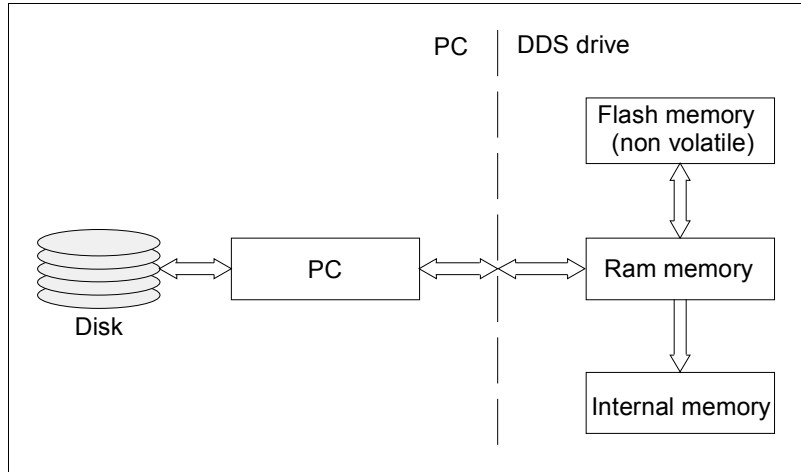 PC
DDS drive
Flash memory
(non volatile)
PC
Ram memory
Disk
Internal memory